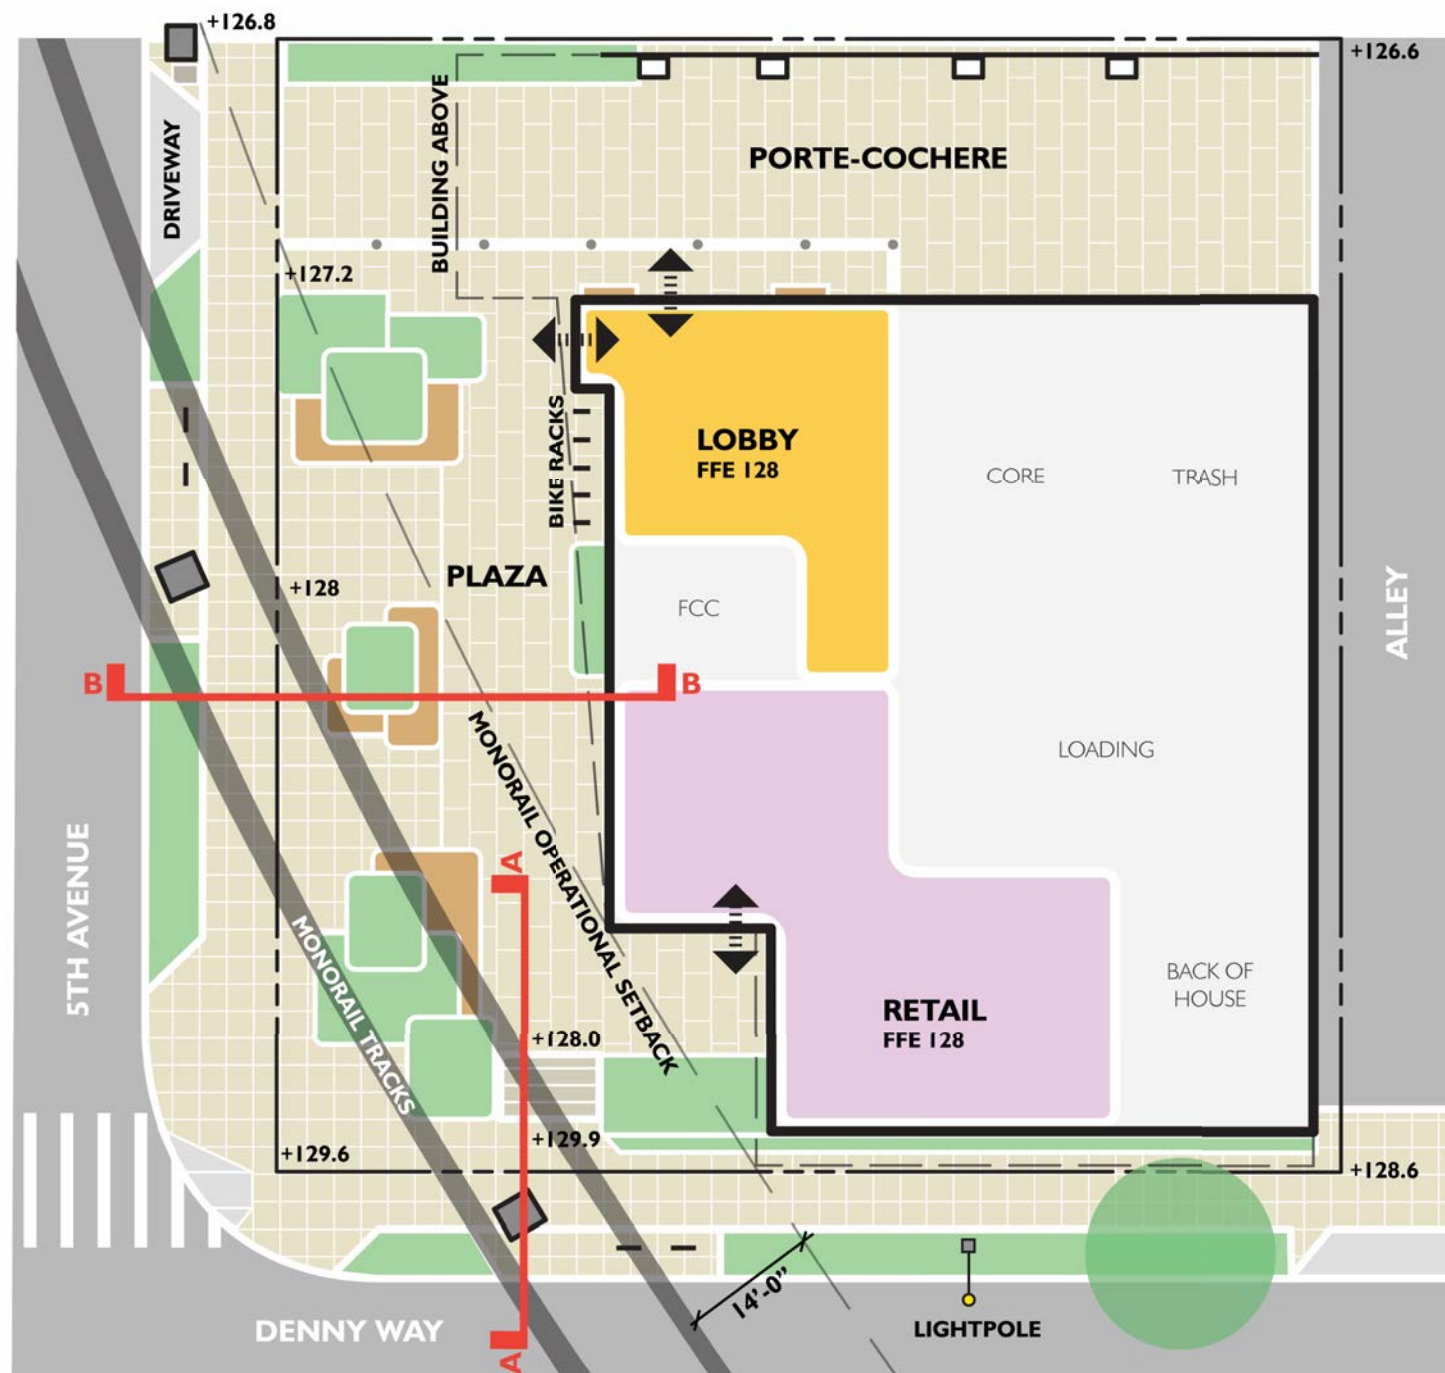 +126.8
+126.6
DRIVEWAY
BUILDING ABOVE
PORTE-COCHERE
+127.2
BIKE RACKS
LOBBY
FFE 128
CORE
TRASH
PLAZA
+128
FCC
ALLEY
B
B
MONORAIL OPERATIONAL SETBACK
LOADING
5TH AVENUE
A
MONORAIL TRACKS
BACK OF
HOUSE
RETAIL
FFE 128
+128.0
+129.9
+129.6
+128.6
14'-0"
DENNY WAY
A
LIGHTPOLE